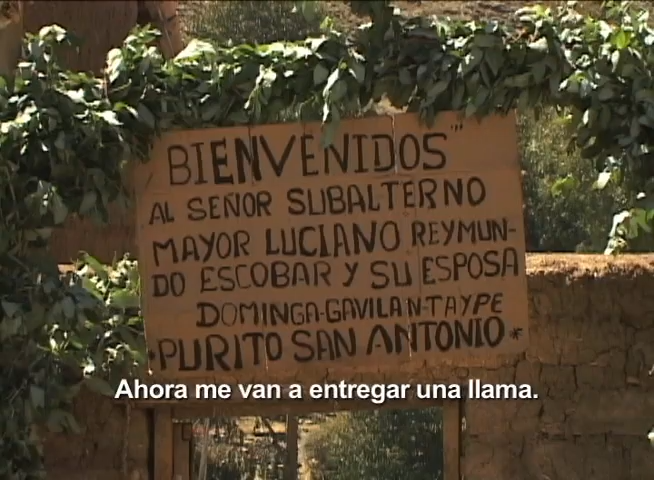 BIENVENIDOS"
AL SEÑOR SUBALTERNO
MAYOR LUCIANO REYMUN-
DO ESCOBAR Y SU ESPOSA
DOMINGA-GAVILAN-TAYPE
*PURITO SAN ANTONIO*
Ahora me van a entregar una llama.